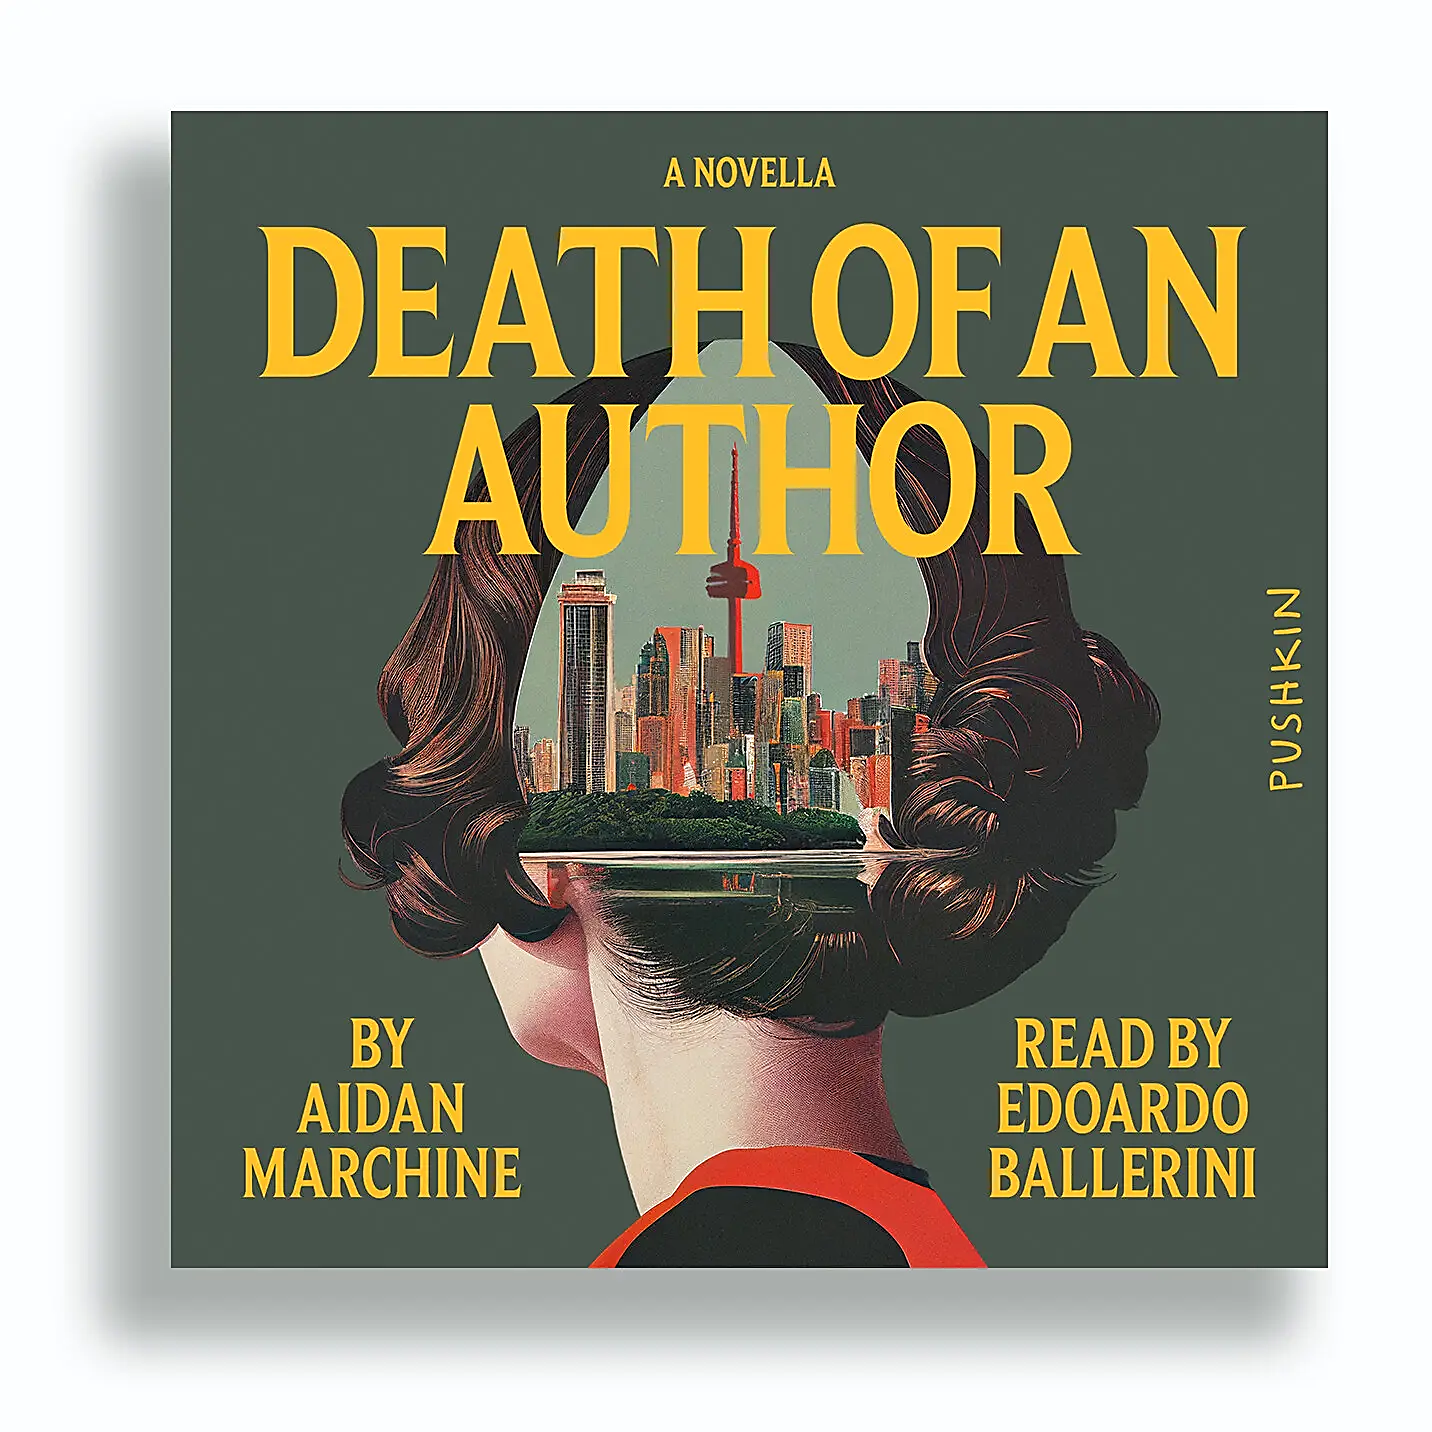 A NOVELLA
DEATH OF AN
AUTHOR
PUSHKIN
BY
AIDAN
MARCHINE
READ BY
EDOARDO
BALLERINI